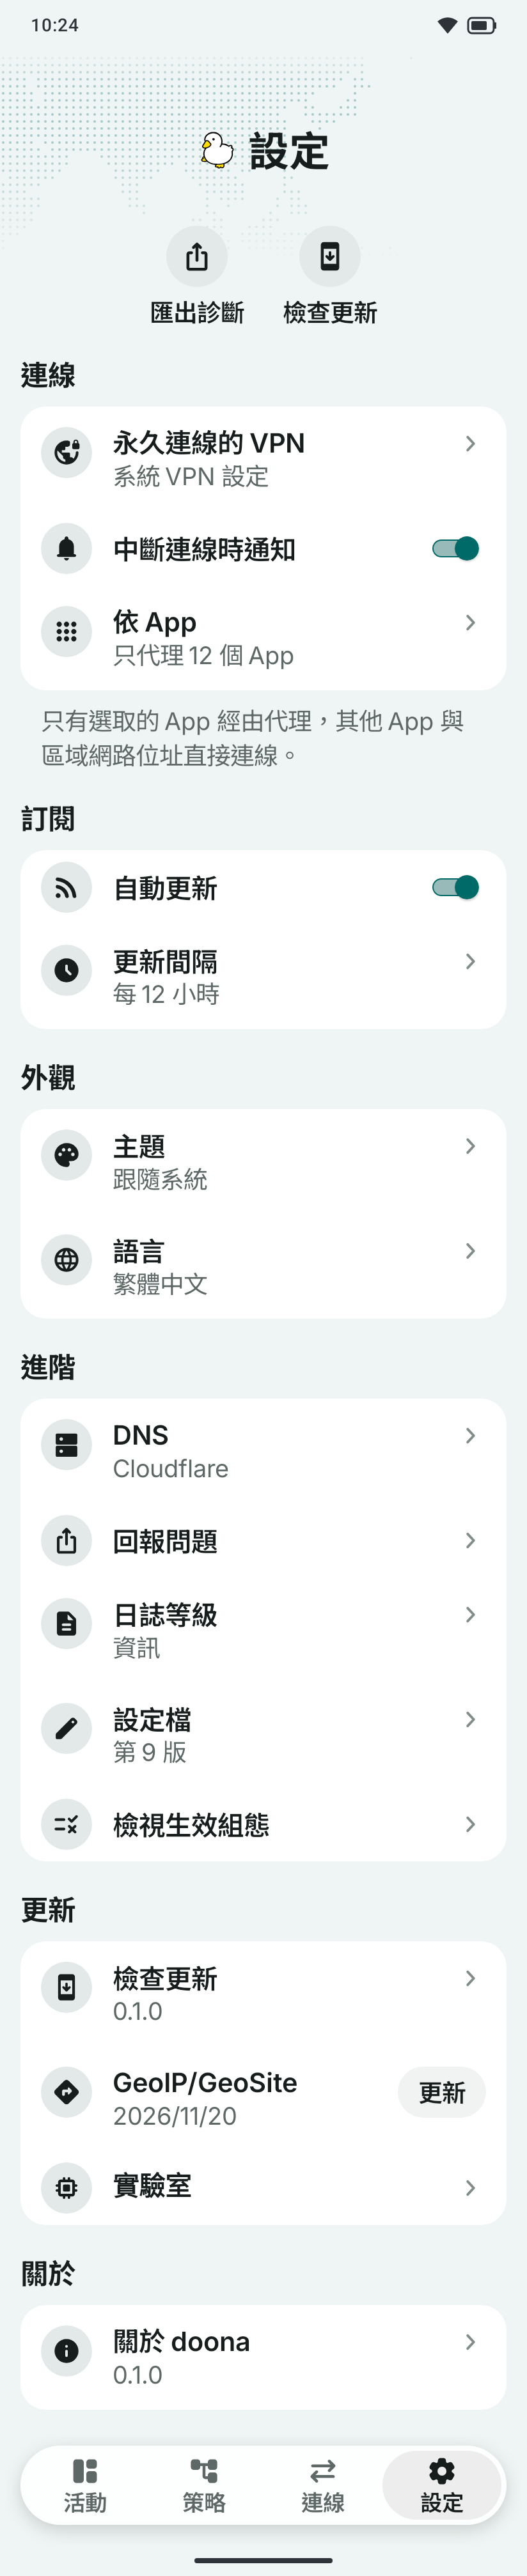 10:24
設定
匯出診斷
檢查更新
連線
永久連線的 VPN
系統 VPN 設定
中斷連線時通知
依 App
只代理 12 個 App
只有選取的 App 經由代理，其他 App 與
區域網路位址直接連線。
訂閱
自動更新
更新間隔
每 12 小時
外觀
主題
跟隨系統
語言
繁體中文
進階
DNS
Cloudflare
回報問題
日誌等級
資訊
設定檔
第 9 版
檢視生效組態
更新
檢查更新
0.1.0
GeoIP/GeoSite
2026/11/20
更新
實驗室
關於
關於 doona
0.1.0
活動
策略
連線
設定